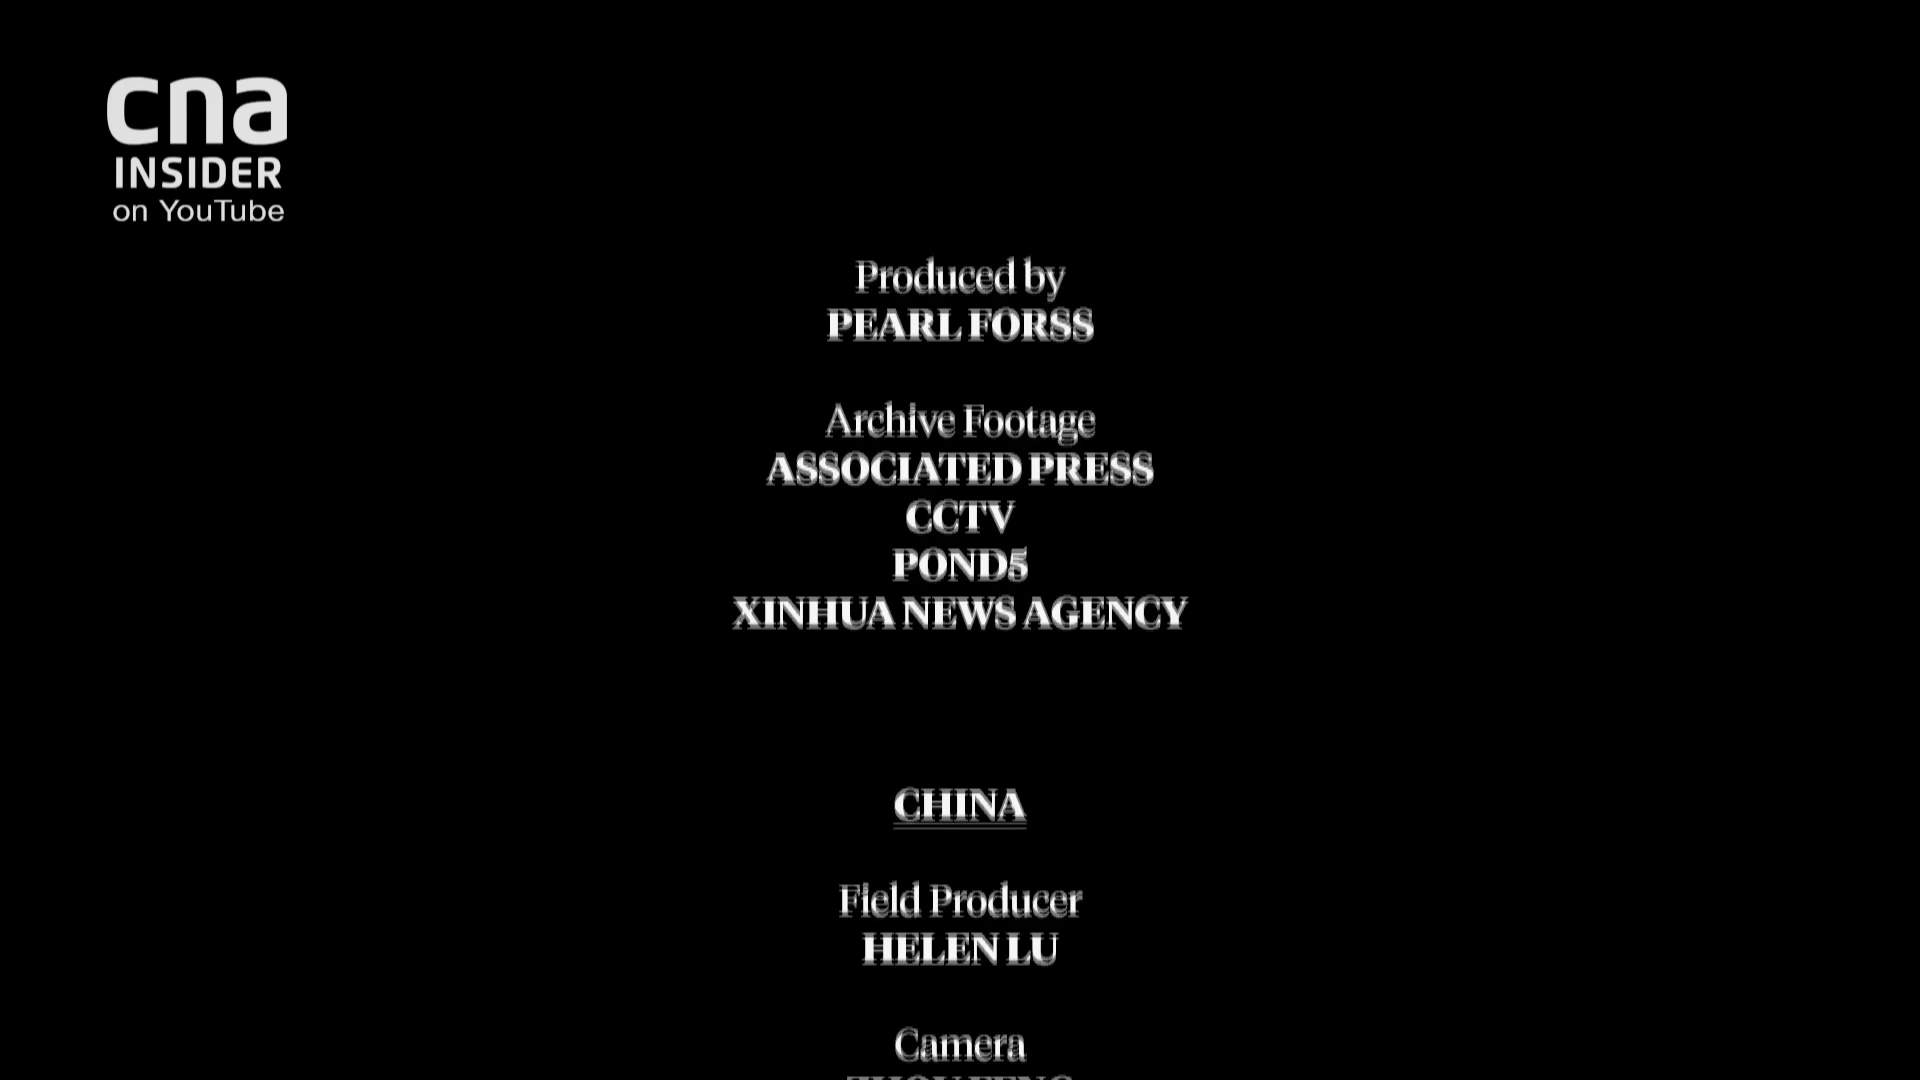 cna
INSIDER
on YouTube
Produced by
PEARL FORSS
Archive Footage
ASSOCIATED PRESS
CCTV
POND5
XINHUA NEWS AGENCY
CHINA
Field Producer
HELEN LU
Camera